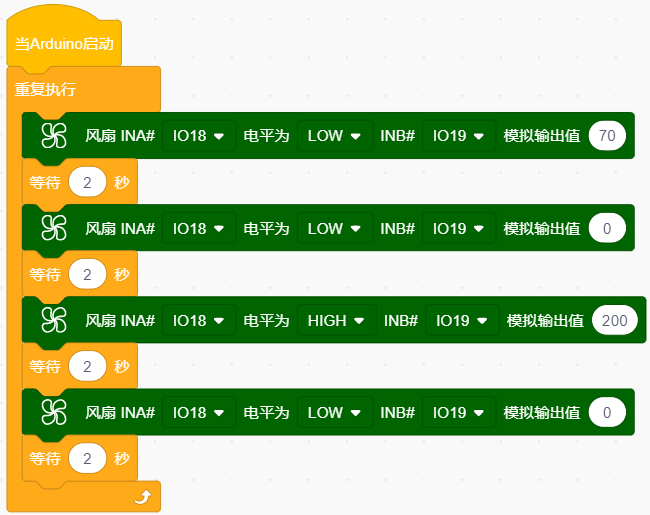 当Arduino启动
重复执行
风扇 INA# IO18 电平为 LOW INB# IO19 模拟输出值 70
等待 2 秒
风扇 INA# IO18 电平为 LOW INB# IO19 模拟输出值 0
等待 2 秒
风扇 INA# IO18 电平为 HIGH INB# IO19 模拟输出值 200
等待 2 秒
风扇 INA# IO18 电平为 LOW INB# IO19 模拟输出值 0
等待 2 秒